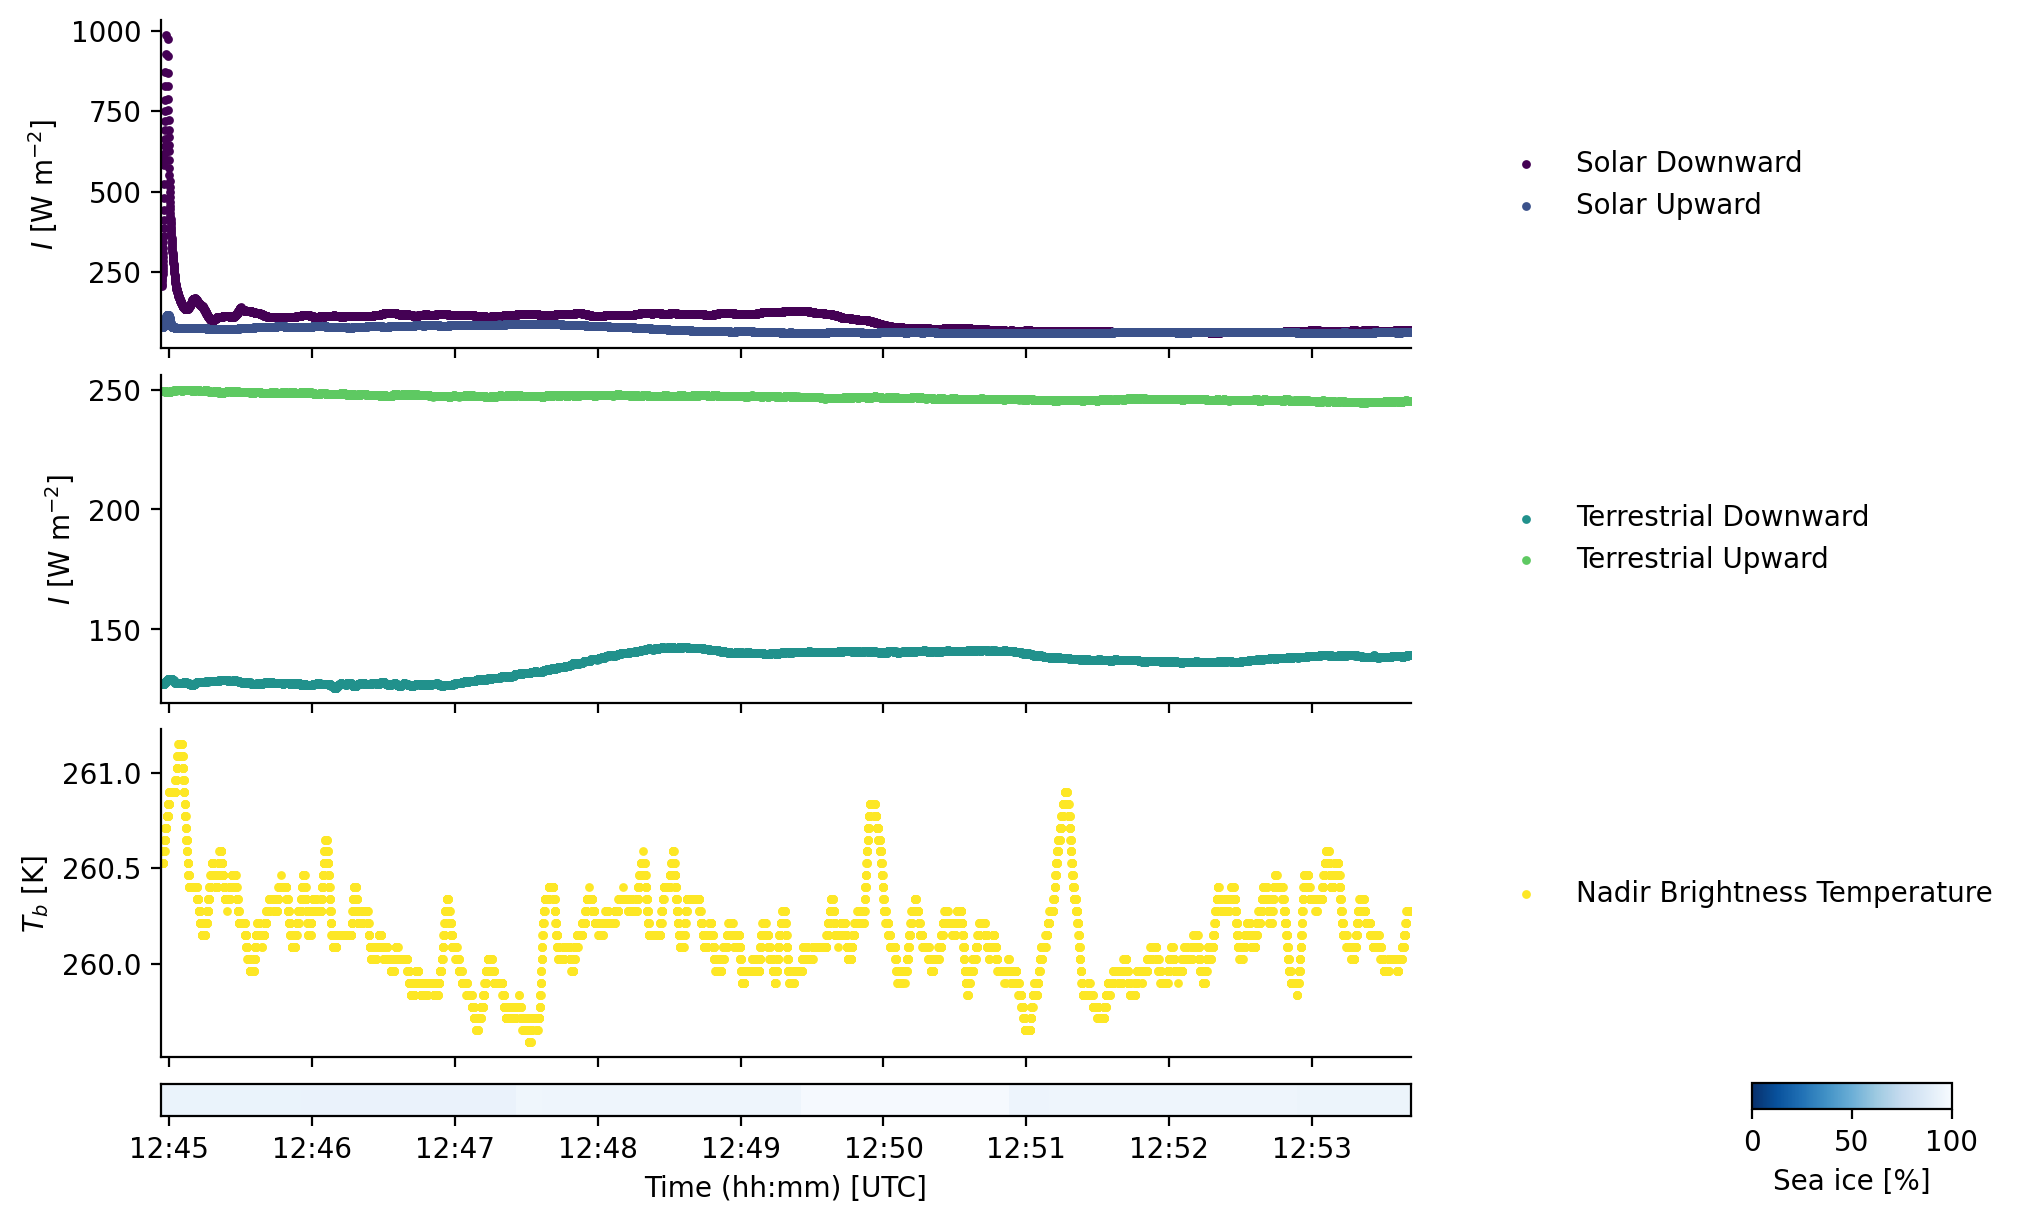 1000
750
500
250
I [W m⁻²]
Solar Downward
Solar Upward
250
200
150
I [W m⁻²]
Terrestrial Downward
Terrestrial Upward
261.0
260.5
260.0
T_b [K]
Nadir Brightness Temperature
12:45 12:46 12:47 12:48 12:49 12:50 12:51 12:52 12:53
Time (hh:mm) [UTC]
0 50 100
Sea ice [%]